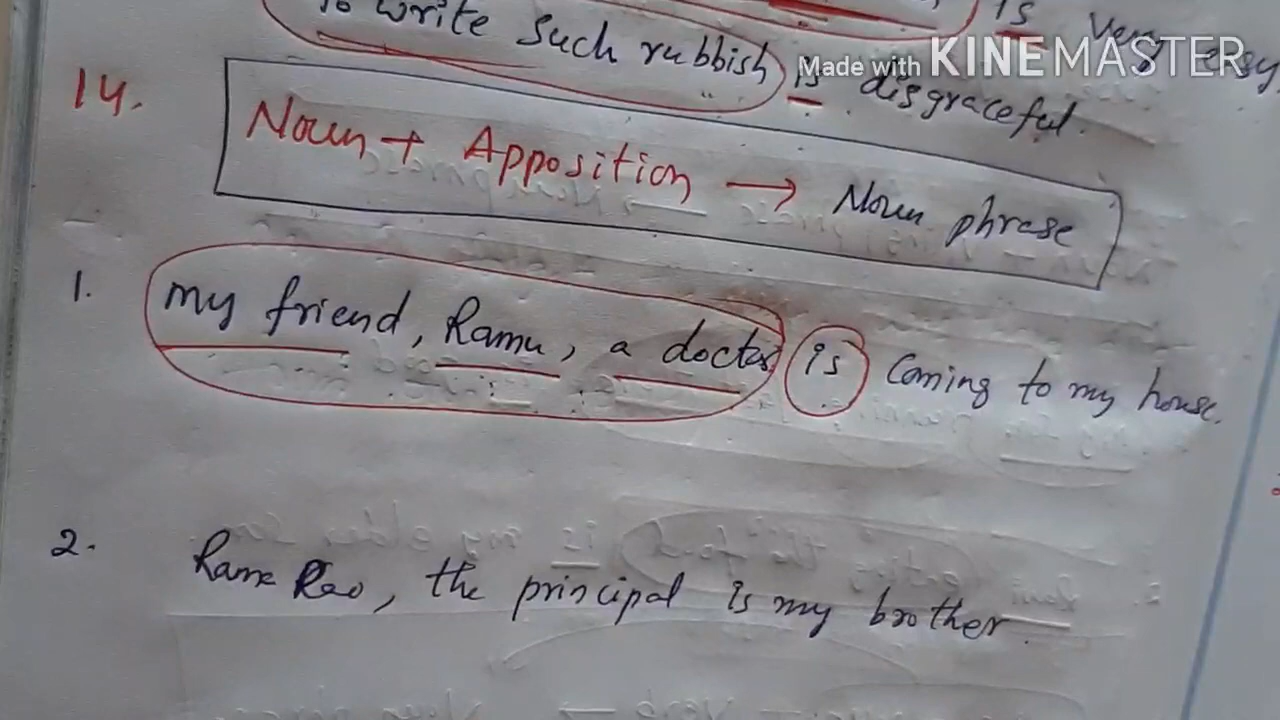 is very easy
To write such rubbish is disgraceful.
Made with KINEMASTER
14. Noun + Apposition → Noun phrase
1. my friend, Ramu, a doctor is coming to my house.
2. Rama Rao, the principal is my brother